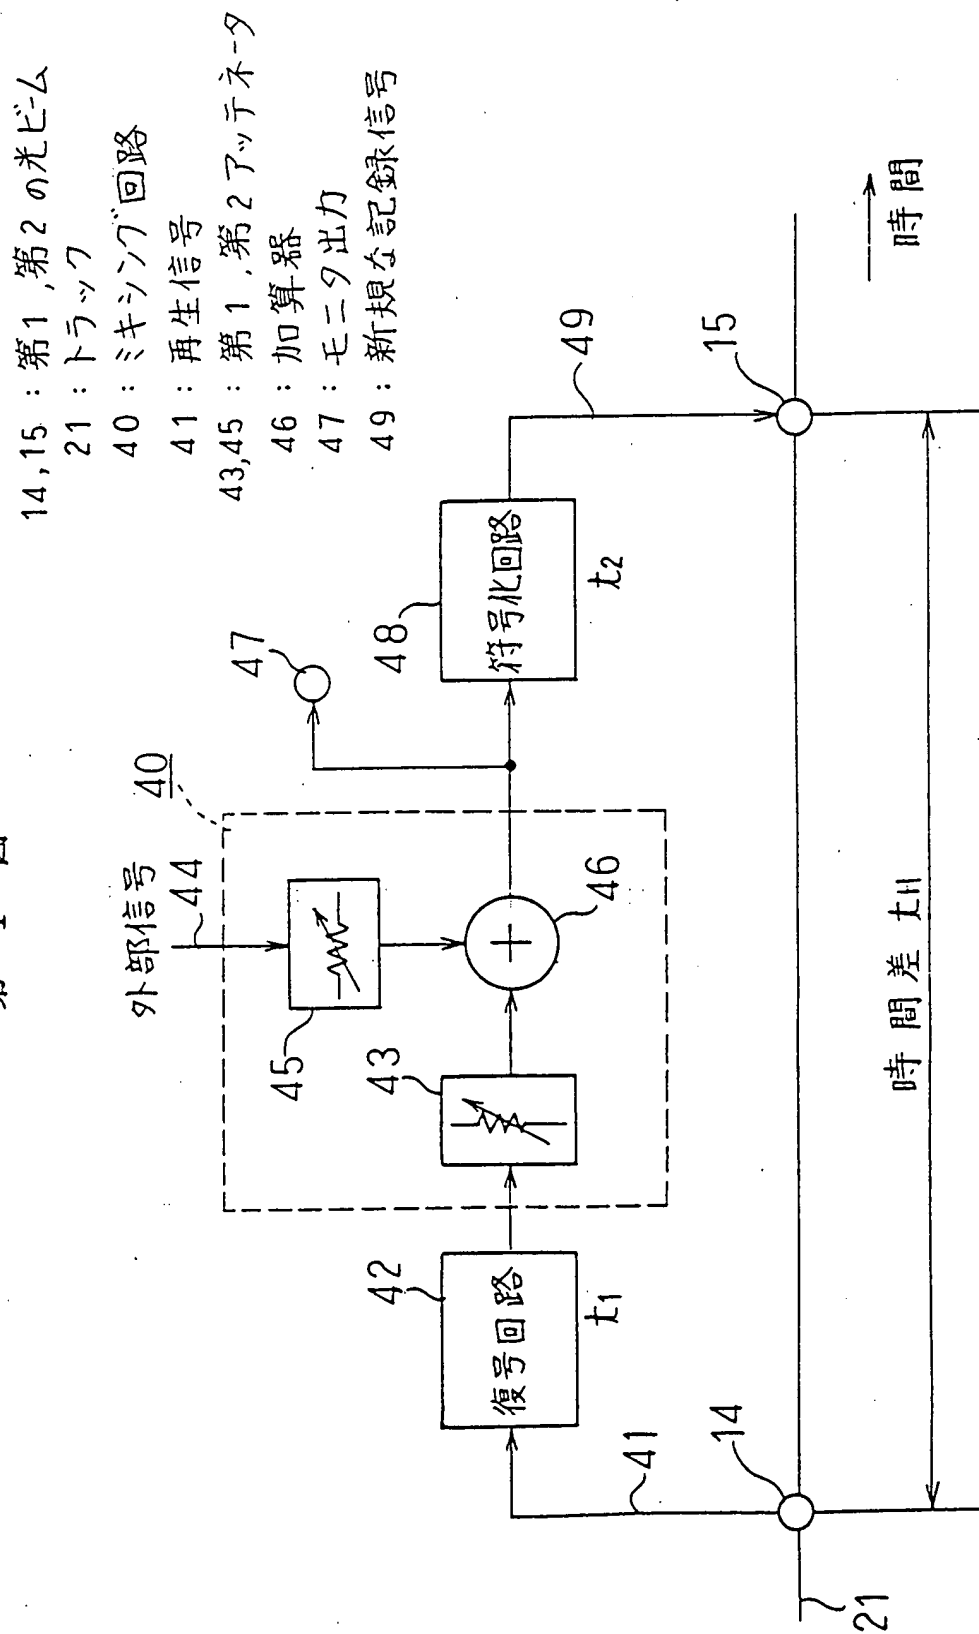 14,15 : 第1,第2の光ビーム
21 : トラック
40 : ミキシング回路
41 : 再生信号
43,45 : 第1,第2アッテネータ
46 : 加算器
47 : モニタ出力
49 : 新規な記録信号
外部信号
44
40
45
43
46
47
42
復号回路
t1
48
符号化回路
t2
49
41
14
15
21
時間
時間差 tH